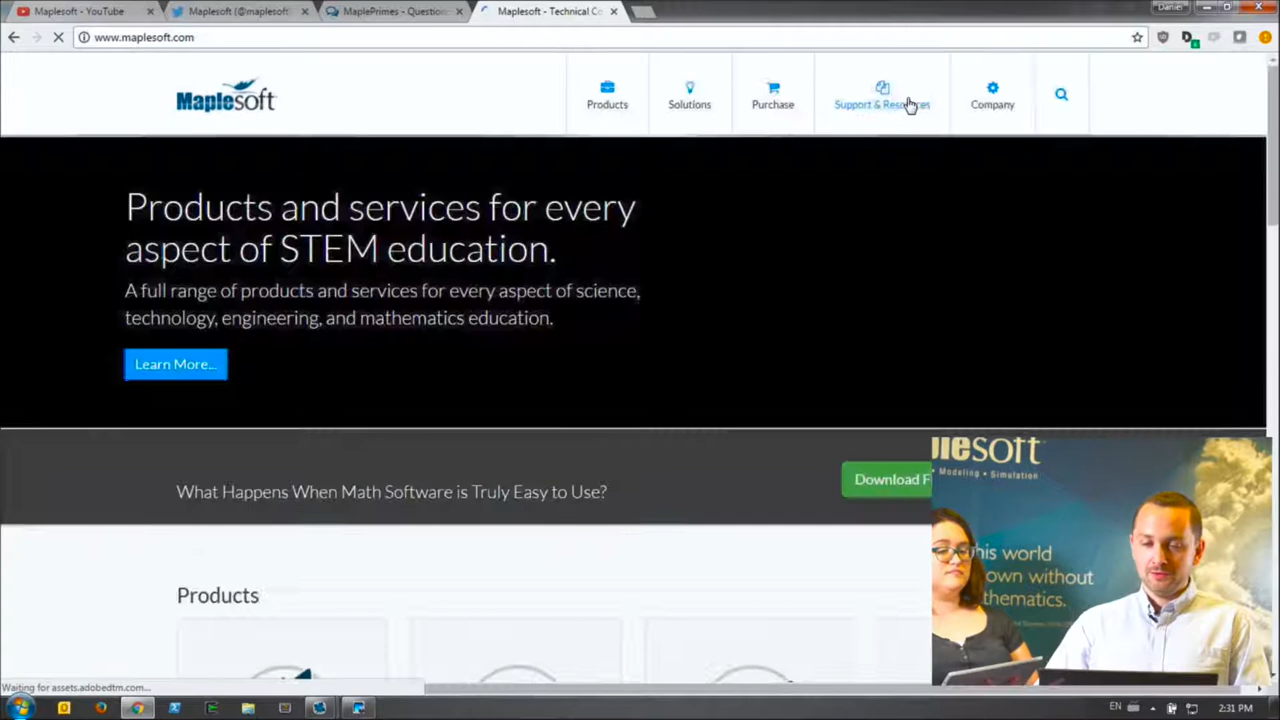 Maplesoft - YouTube
Maplesoft (@maplesoft
MaplePrimes - Question
Maplesoft - Technical Co
Daniel
www.maplesoft.com
Maplesoft
Products
Solutions
Purchase
Support & Resources
Company
Products and services for every
aspect of STEM education.
A full range of products and services for every aspect of science,
technology, engineering, and mathematics education.
Learn More...
What Happens When Math Software is Truly Easy to Use?
Download F
Products
plesoft
• Modeling • Simulation
his world
own without
thematics.
Waiting for assets.adobedtm.com...
EN
2:31 PM